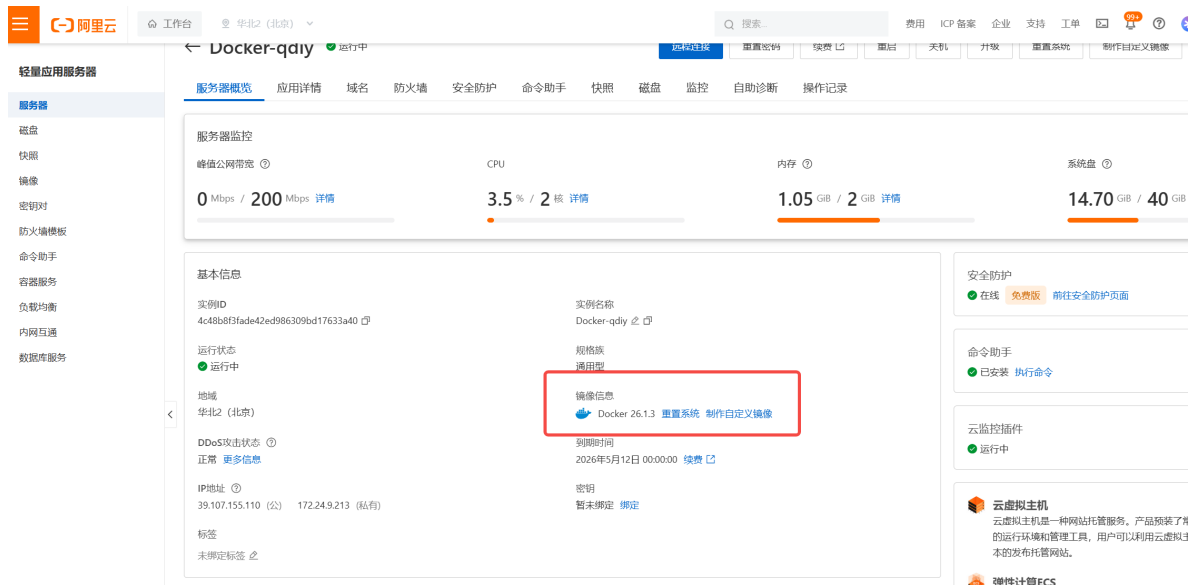 阿里云
工作台
华北2（北京）
搜索...
费用
ICP 备案
企业
支持
工单
99+
轻量应用服务器
服务器
磁盘
快照
镜像
密钥对
防火墙模板
命令助手
容器服务
负载均衡
内网互通
数据库服务
Docker-qdiy 运行中
远程连接 重置密码 续费 重启 关机 升级 重置系统 制作自定义镜像
服务器概览 应用详情 域名 防火墙 安全防护 命令助手 快照 磁盘 监控 自助诊断 操作记录
服务器监控
峰值公网带宽 CPU 内存 系统盘
0 Mbps / 200 Mbps 详情 3.5 % / 2 核 详情 1.05 GiB / 2 GiB 详情 14.70 GiB / 40 GiB
基本信息
实例ID
4c48b8f3fade42ed986309bd17633a40
实例名称
Docker-qdiy
运行状态
运行中
规格族
通用型
地域
华北2（北京）
镜像信息
Docker 26.1.3 重置系统 制作自定义镜像
DDoS攻击状态
正常 更多信息
到期时间
2026年5月12日 00:00:00 续费
IP地址
39.107.155.110 (公) 172.24.9.213 (私有)
密钥
暂未绑定 绑定
标签
未绑定标签
安全防护
在线 免费版 前往安全防护页面
命令助手
已安装 执行命令
云监控插件
运行中
云虚拟主机
云虚拟主机是一种网站托管服务。产品预装了常
的运行环境和管理工具，用户可以利用云虚拟主
本的发布托管网站。
弹性计算ECS